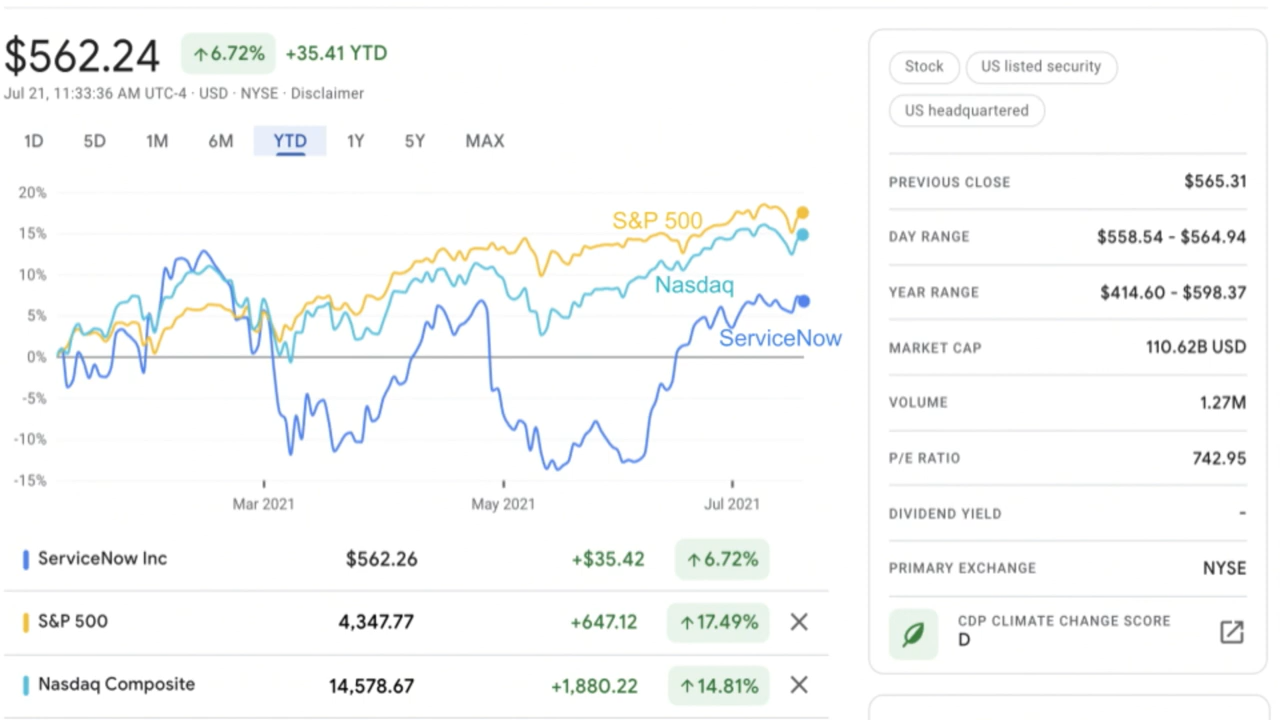 $562.24 ↑6.72% +35.41 YTD
Jul 21, 11:33:36 AM UTC-4 · USD · NYSE · Disclaimer
1D 5D 1M 6M YTD 1Y 5Y MAX
20%
15%
10%
5%
0%
-5%
-10%
-15%
S&P 500
Nasdaq
ServiceNow
Mar 2021 May 2021 Jul 2021
ServiceNow Inc $562.26 +$35.42 ↑6.72%
S&P 500 4,347.77 +647.12 ↑17.49%
Nasdaq Composite 14,578.67 +1,880.22 ↑14.81%
Stock US listed security
US headquartered
PREVIOUS CLOSE $565.31
DAY RANGE $558.54 - $564.94
YEAR RANGE $414.60 - $598.37
MARKET CAP 110.62B USD
VOLUME 1.27M
P/E RATIO 742.95
DIVIDEND YIELD -
PRIMARY EXCHANGE NYSE
CDP CLIMATE CHANGE SCORE
D